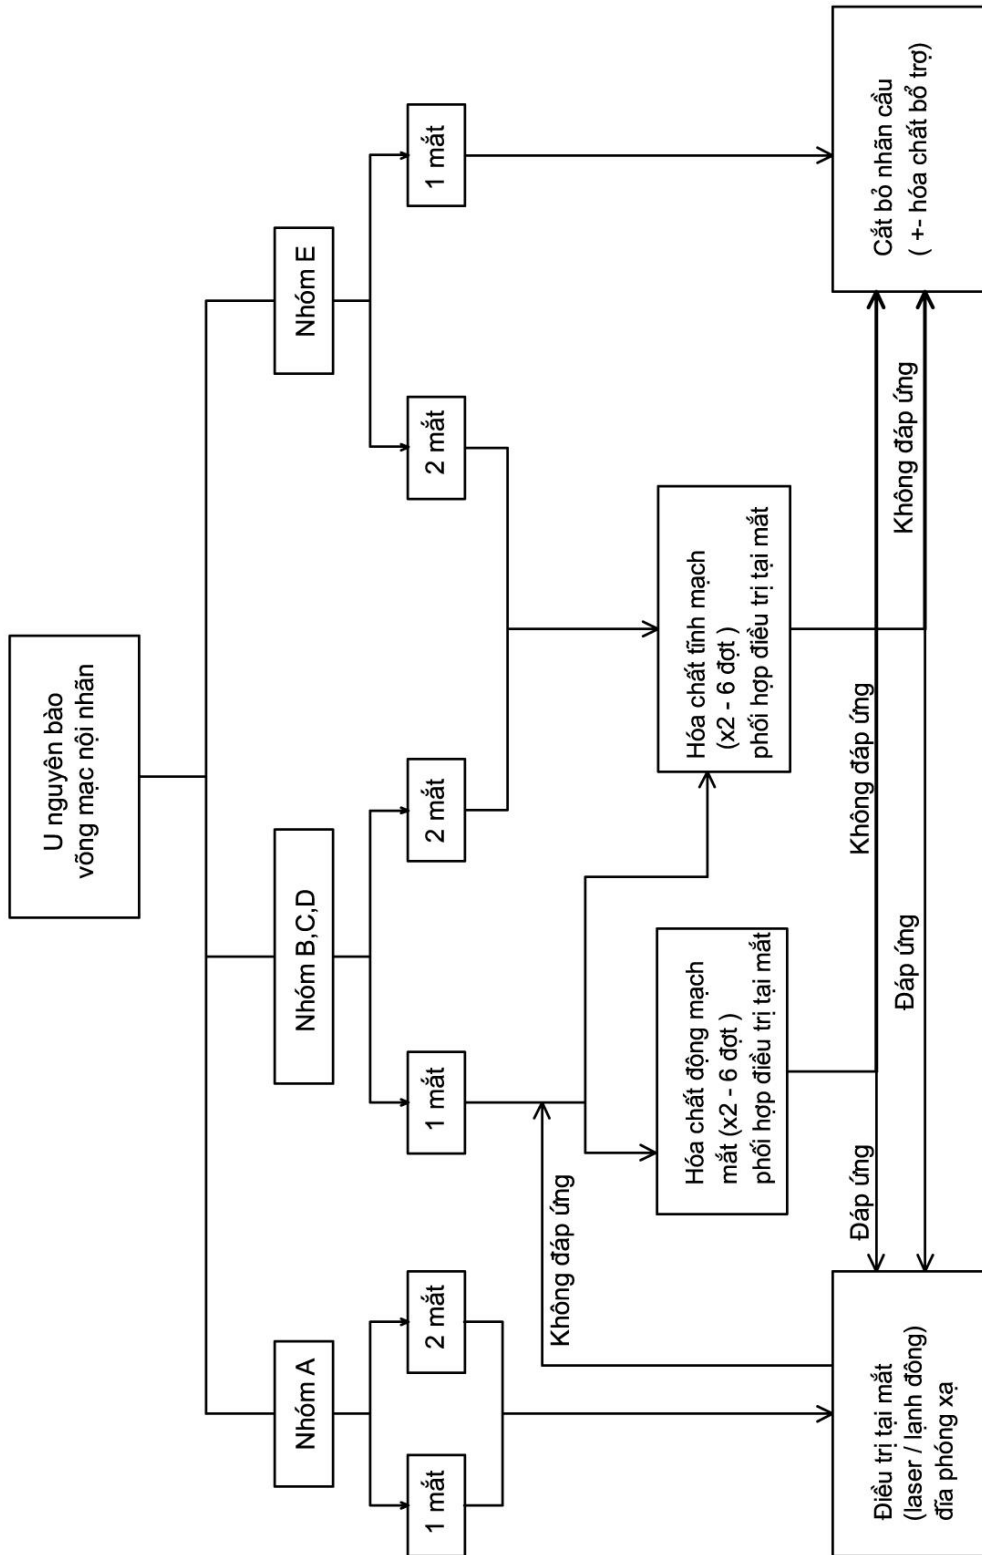 U nguyên bào
võng mạc nội nhãn
Nhóm A
Nhóm B,C,D
Nhóm E
1 mắt
2 mắt
1 mắt
2 mắt
2 mắt
1 mắt
Không đáp ứng
Hóa chất động mạch
mắt (x2 - 6 đợt )
phối hợp điều trị tại mắt
Hóa chất tĩnh mạch
(x2 - 6 đợt )
phối hợp điều trị tại mắt
Đáp ứng
Không đáp ứng
Đáp ứng
Không đáp ứng
Điều trị tại mắt
(laser / lạnh đông)
đĩa phóng xạ
Cắt bỏ nhãn cầu
( +- hóa chất bổ trợ)